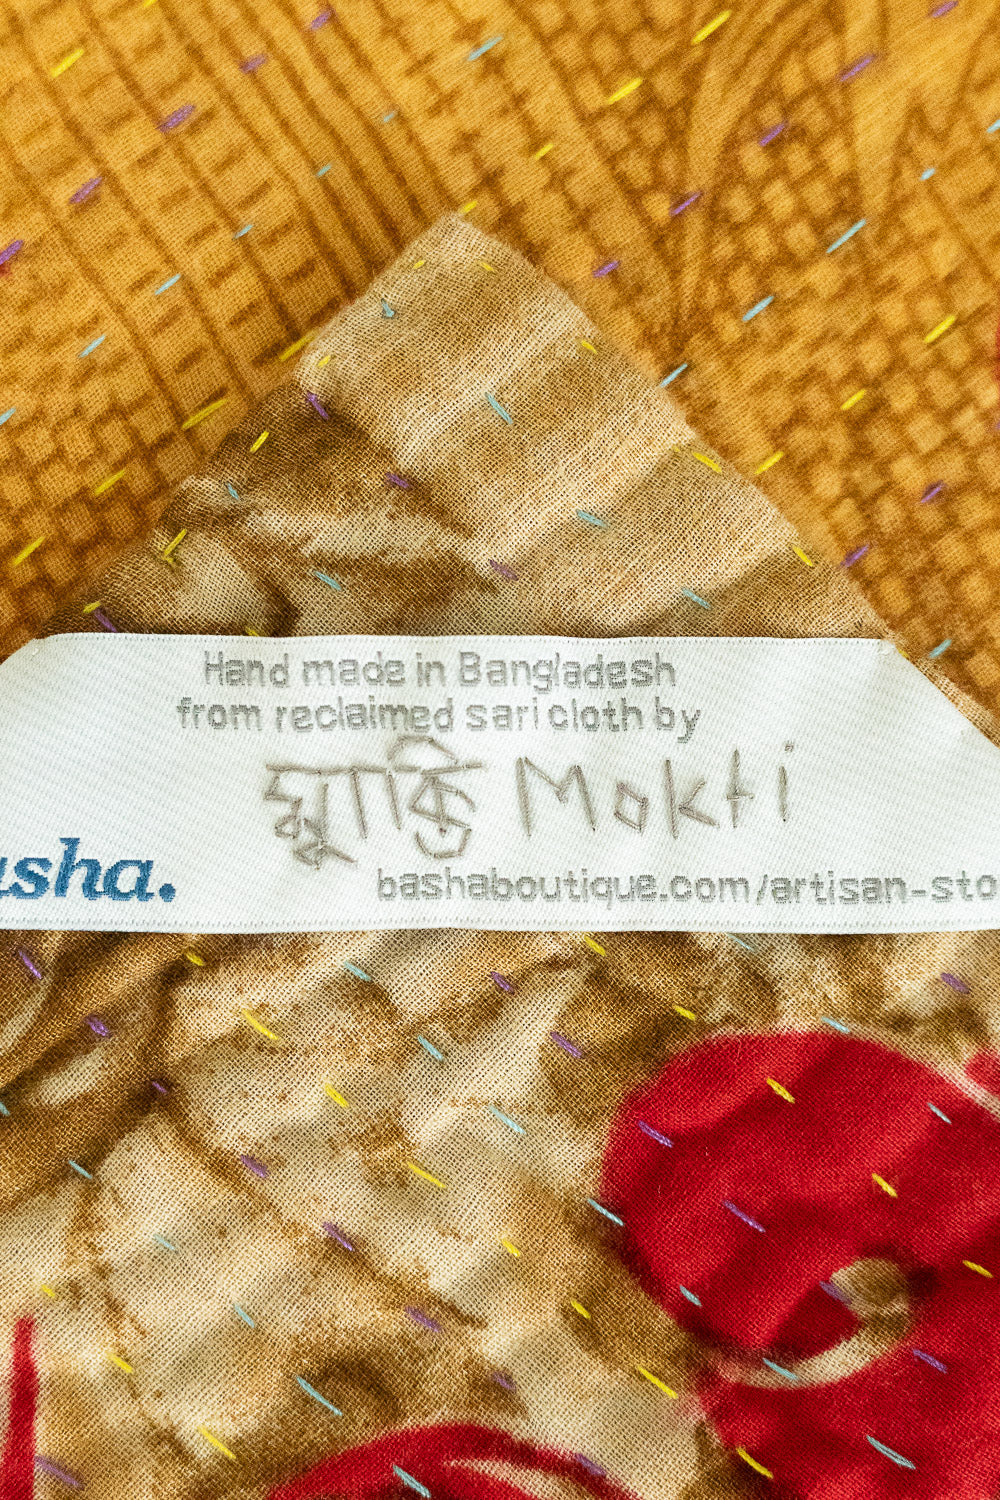 Hand made in Bangladesh
from reclaimed sari cloth by
মুক্তি Mokti
asha.
bashaboutique.com/artisan-sto